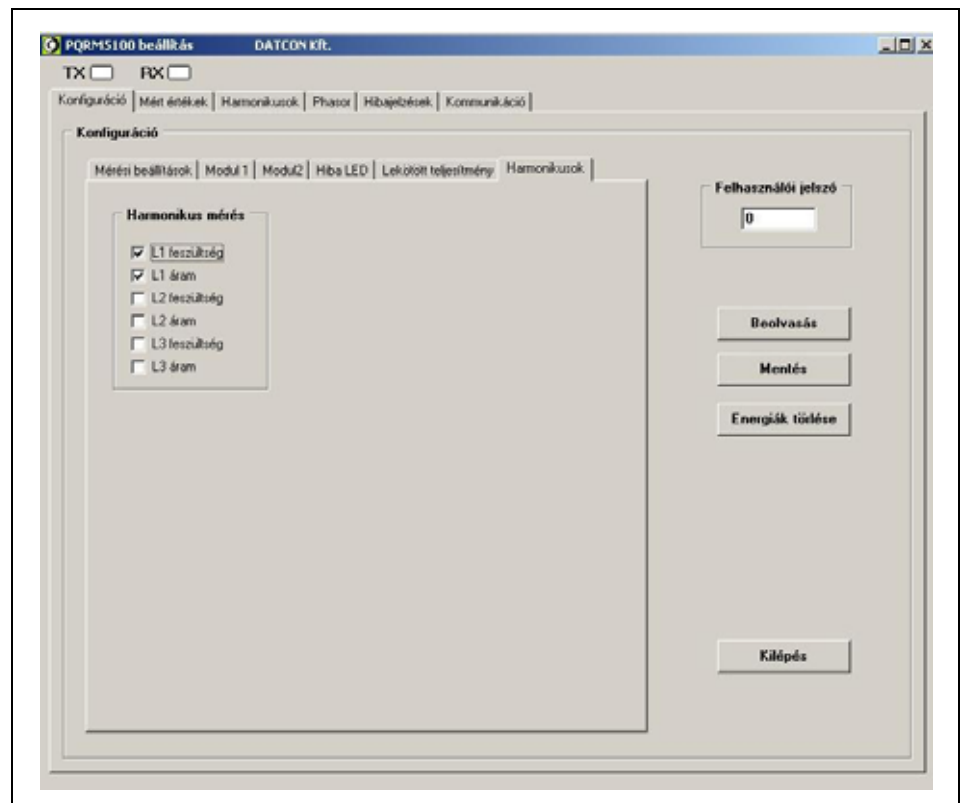 PQRM5100 beállítás DATCON Kft.
TX RX
Konfiguráció Mért értékek Harmonikusok Phasor Hibajelzések Kommunikáció
Konfiguráció
Mérési beállítások Modul 1 Modul2 Hiba LED Lekötött teljesítmény Harmonikusok
Felhasználói jelszó
0
Harmonikus mérés
L1 feszültség
L1 áram
L2 feszültség
L2 áram
L3 feszültség
L3 áram
Beolvasás
Mentés
Energiák törlése
Kilépés